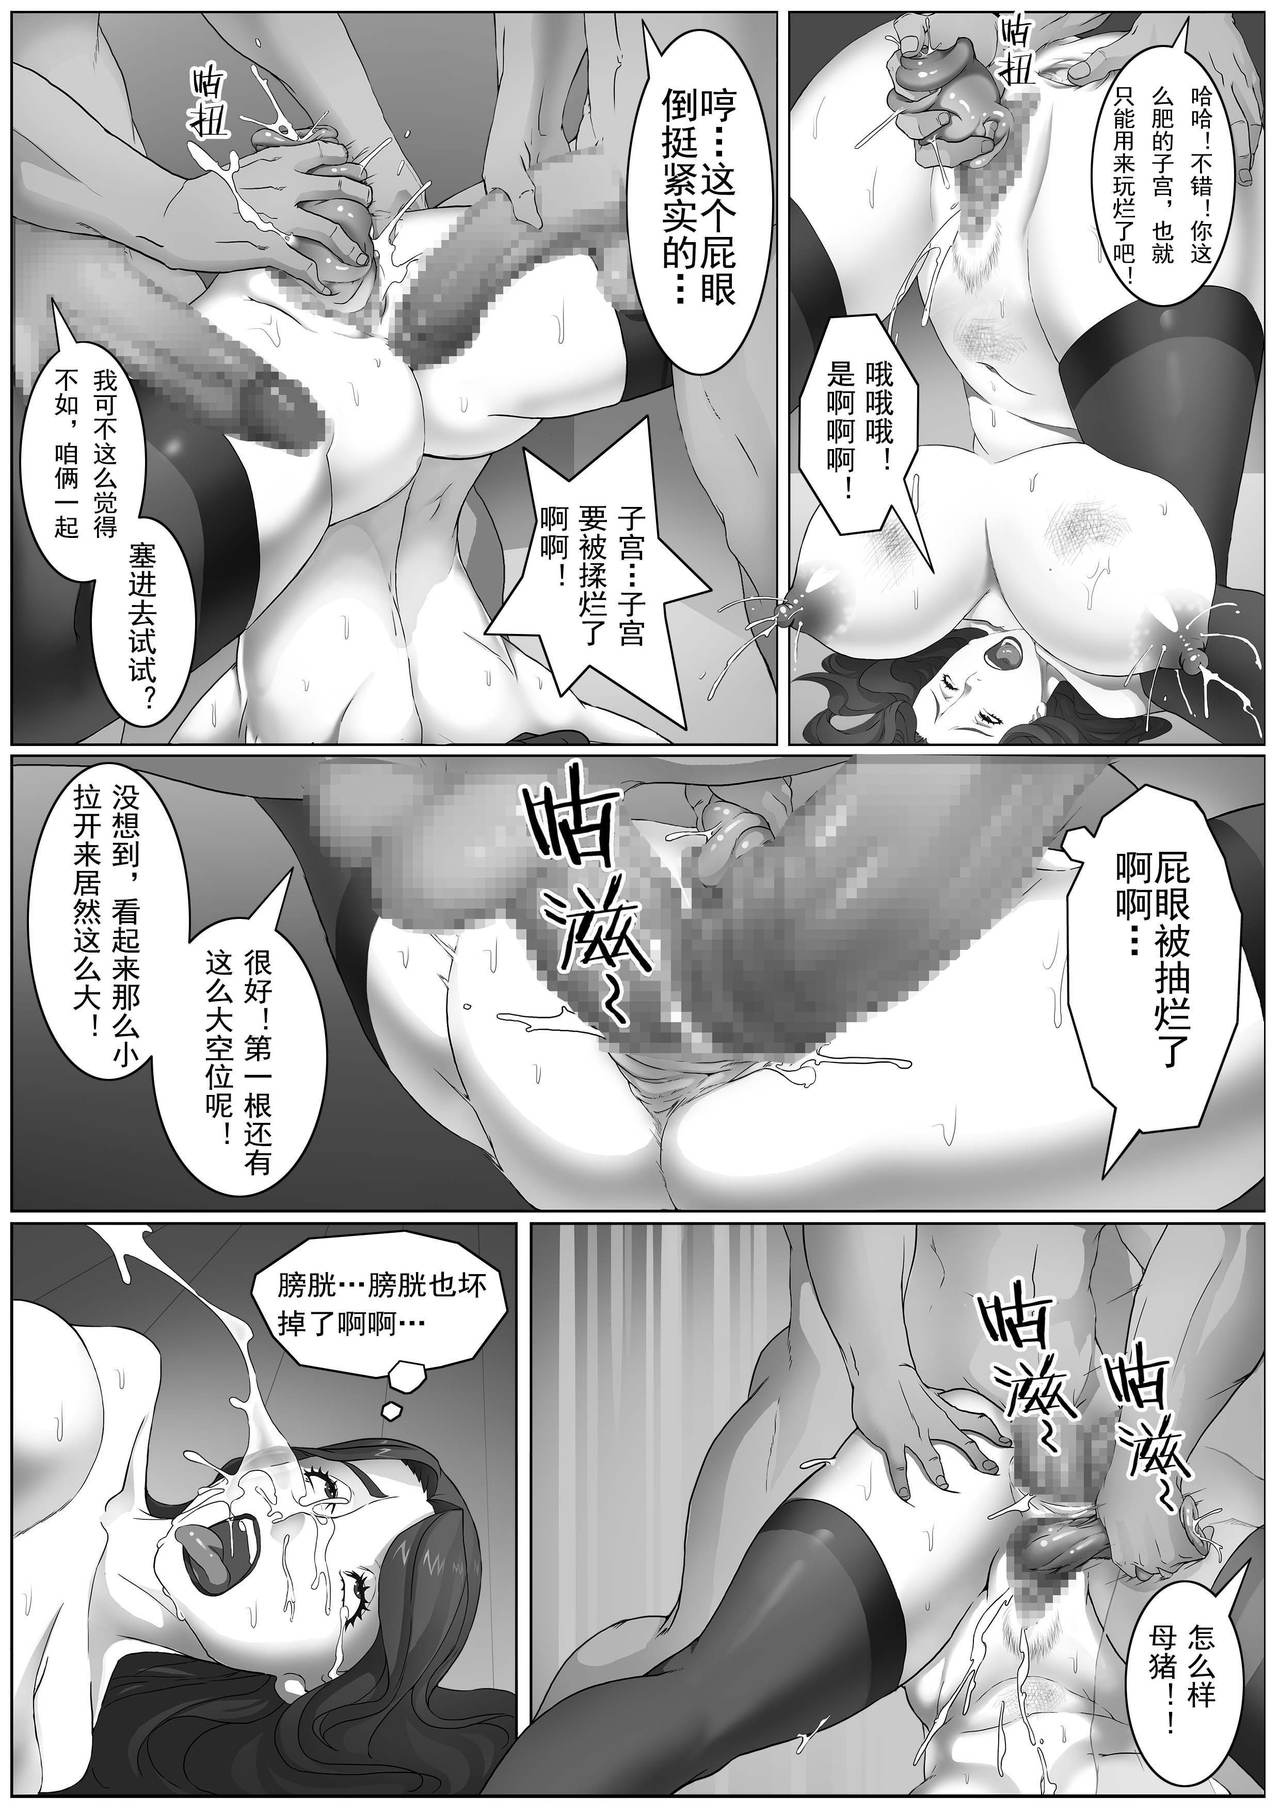 咕扭
哈哈！不错！你这
么肥的子宫，也就
只能用来玩烂了吧！
哦哦哦！
是啊啊啊！
咕扭
哼…这个屁眼
倒挺紧实的…
子宫…子宫
要被揉烂了
啊啊！
我可不这么觉得
不如，咱俩一起
塞进去试试？
屁眼被抽烂了
啊啊…
咕滋~
很好！第一根还有
这么大空位呢！
没想到，看起来那么小
拉开来居然这么大！
咕滋~
咕滋~
怎么样
母猪！！
膀胱…膀胱也坏
掉了啊啊…